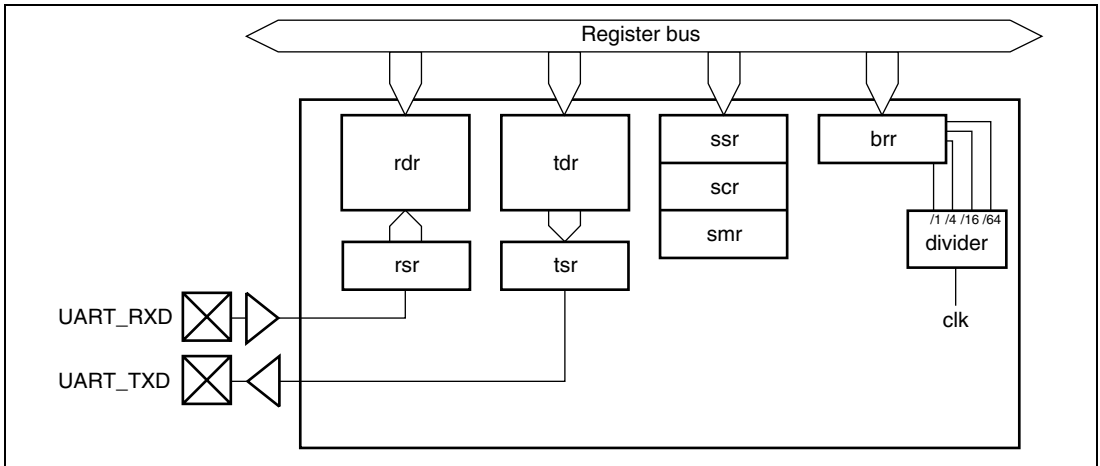 Register bus
rdr
tdr
ssr
brr
scr
smr
/1 /4 /16 /64
divider
rsr
tsr
UART_RXD
clk
UART_TXD